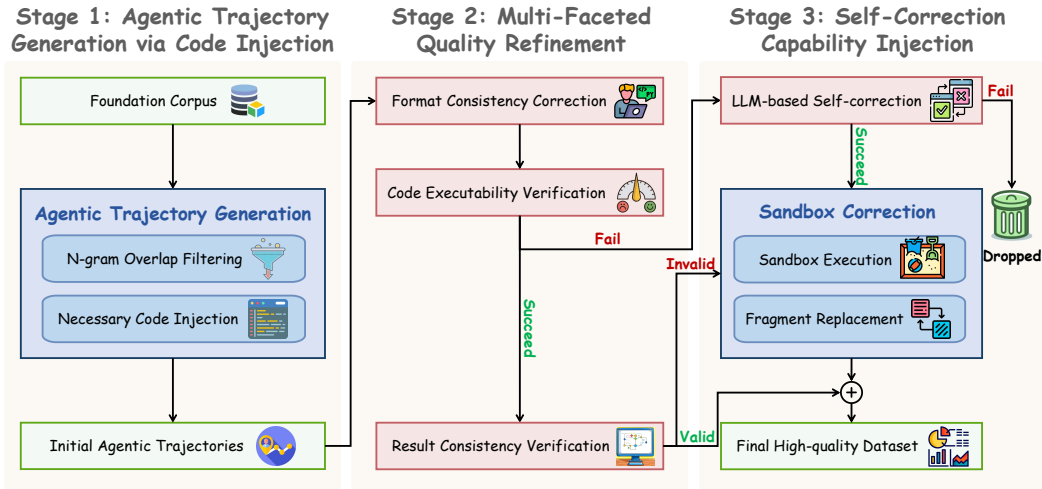 Stage 1: Agentic Trajectory
Generation via Code Injection
Foundation Corpus
Agentic Trajectory Generation
N-gram Overlap Filtering
Necessary Code Injection
Initial Agentic Trajectories
Stage 2: Multi-Faceted
Quality Refinement
Format Consistency Correction
Code Executability Verification
Fail
Succeed
Result Consistency Verification
Invalid
Valid
Stage 3: Self-Correction
Capability Injection
LLM-based Self-correction
Fail
Succeed
Dropped
Sandbox Correction
Sandbox Execution
Fragment Replacement
Final High-quality Dataset